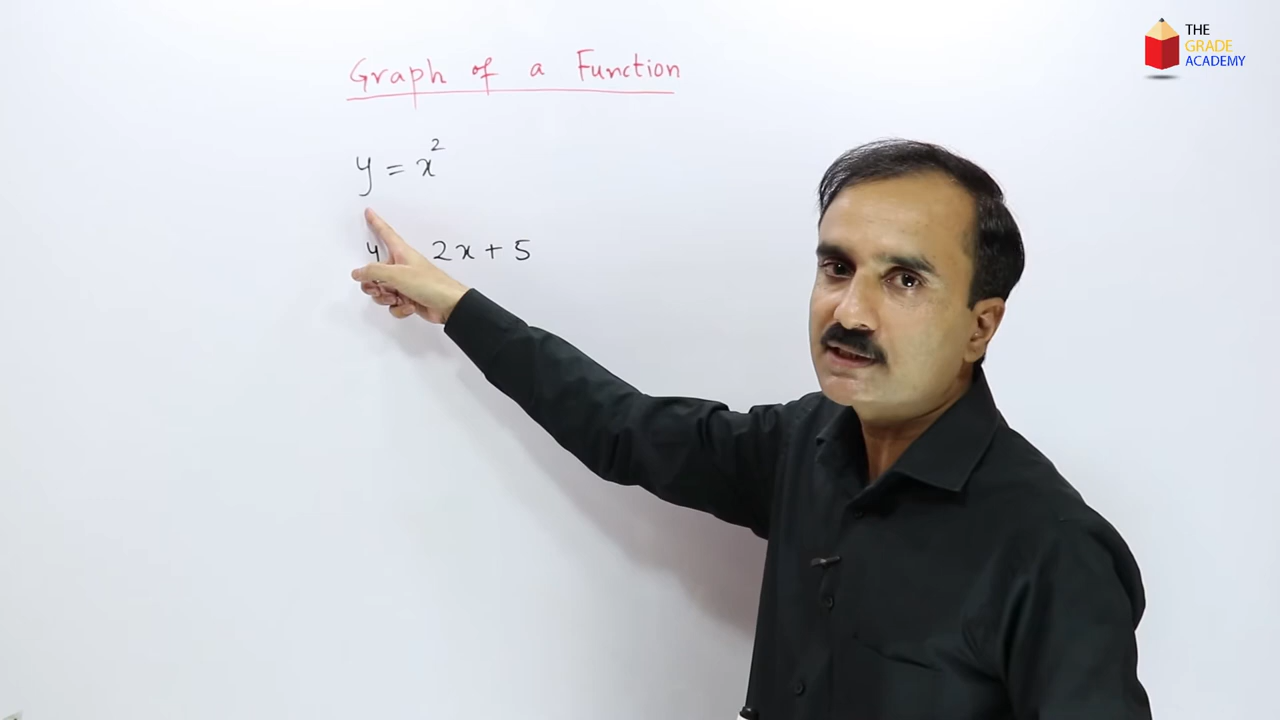 Graph of a Function
y = x²
y 2x + 5
THE
GRADE
ACADEMY